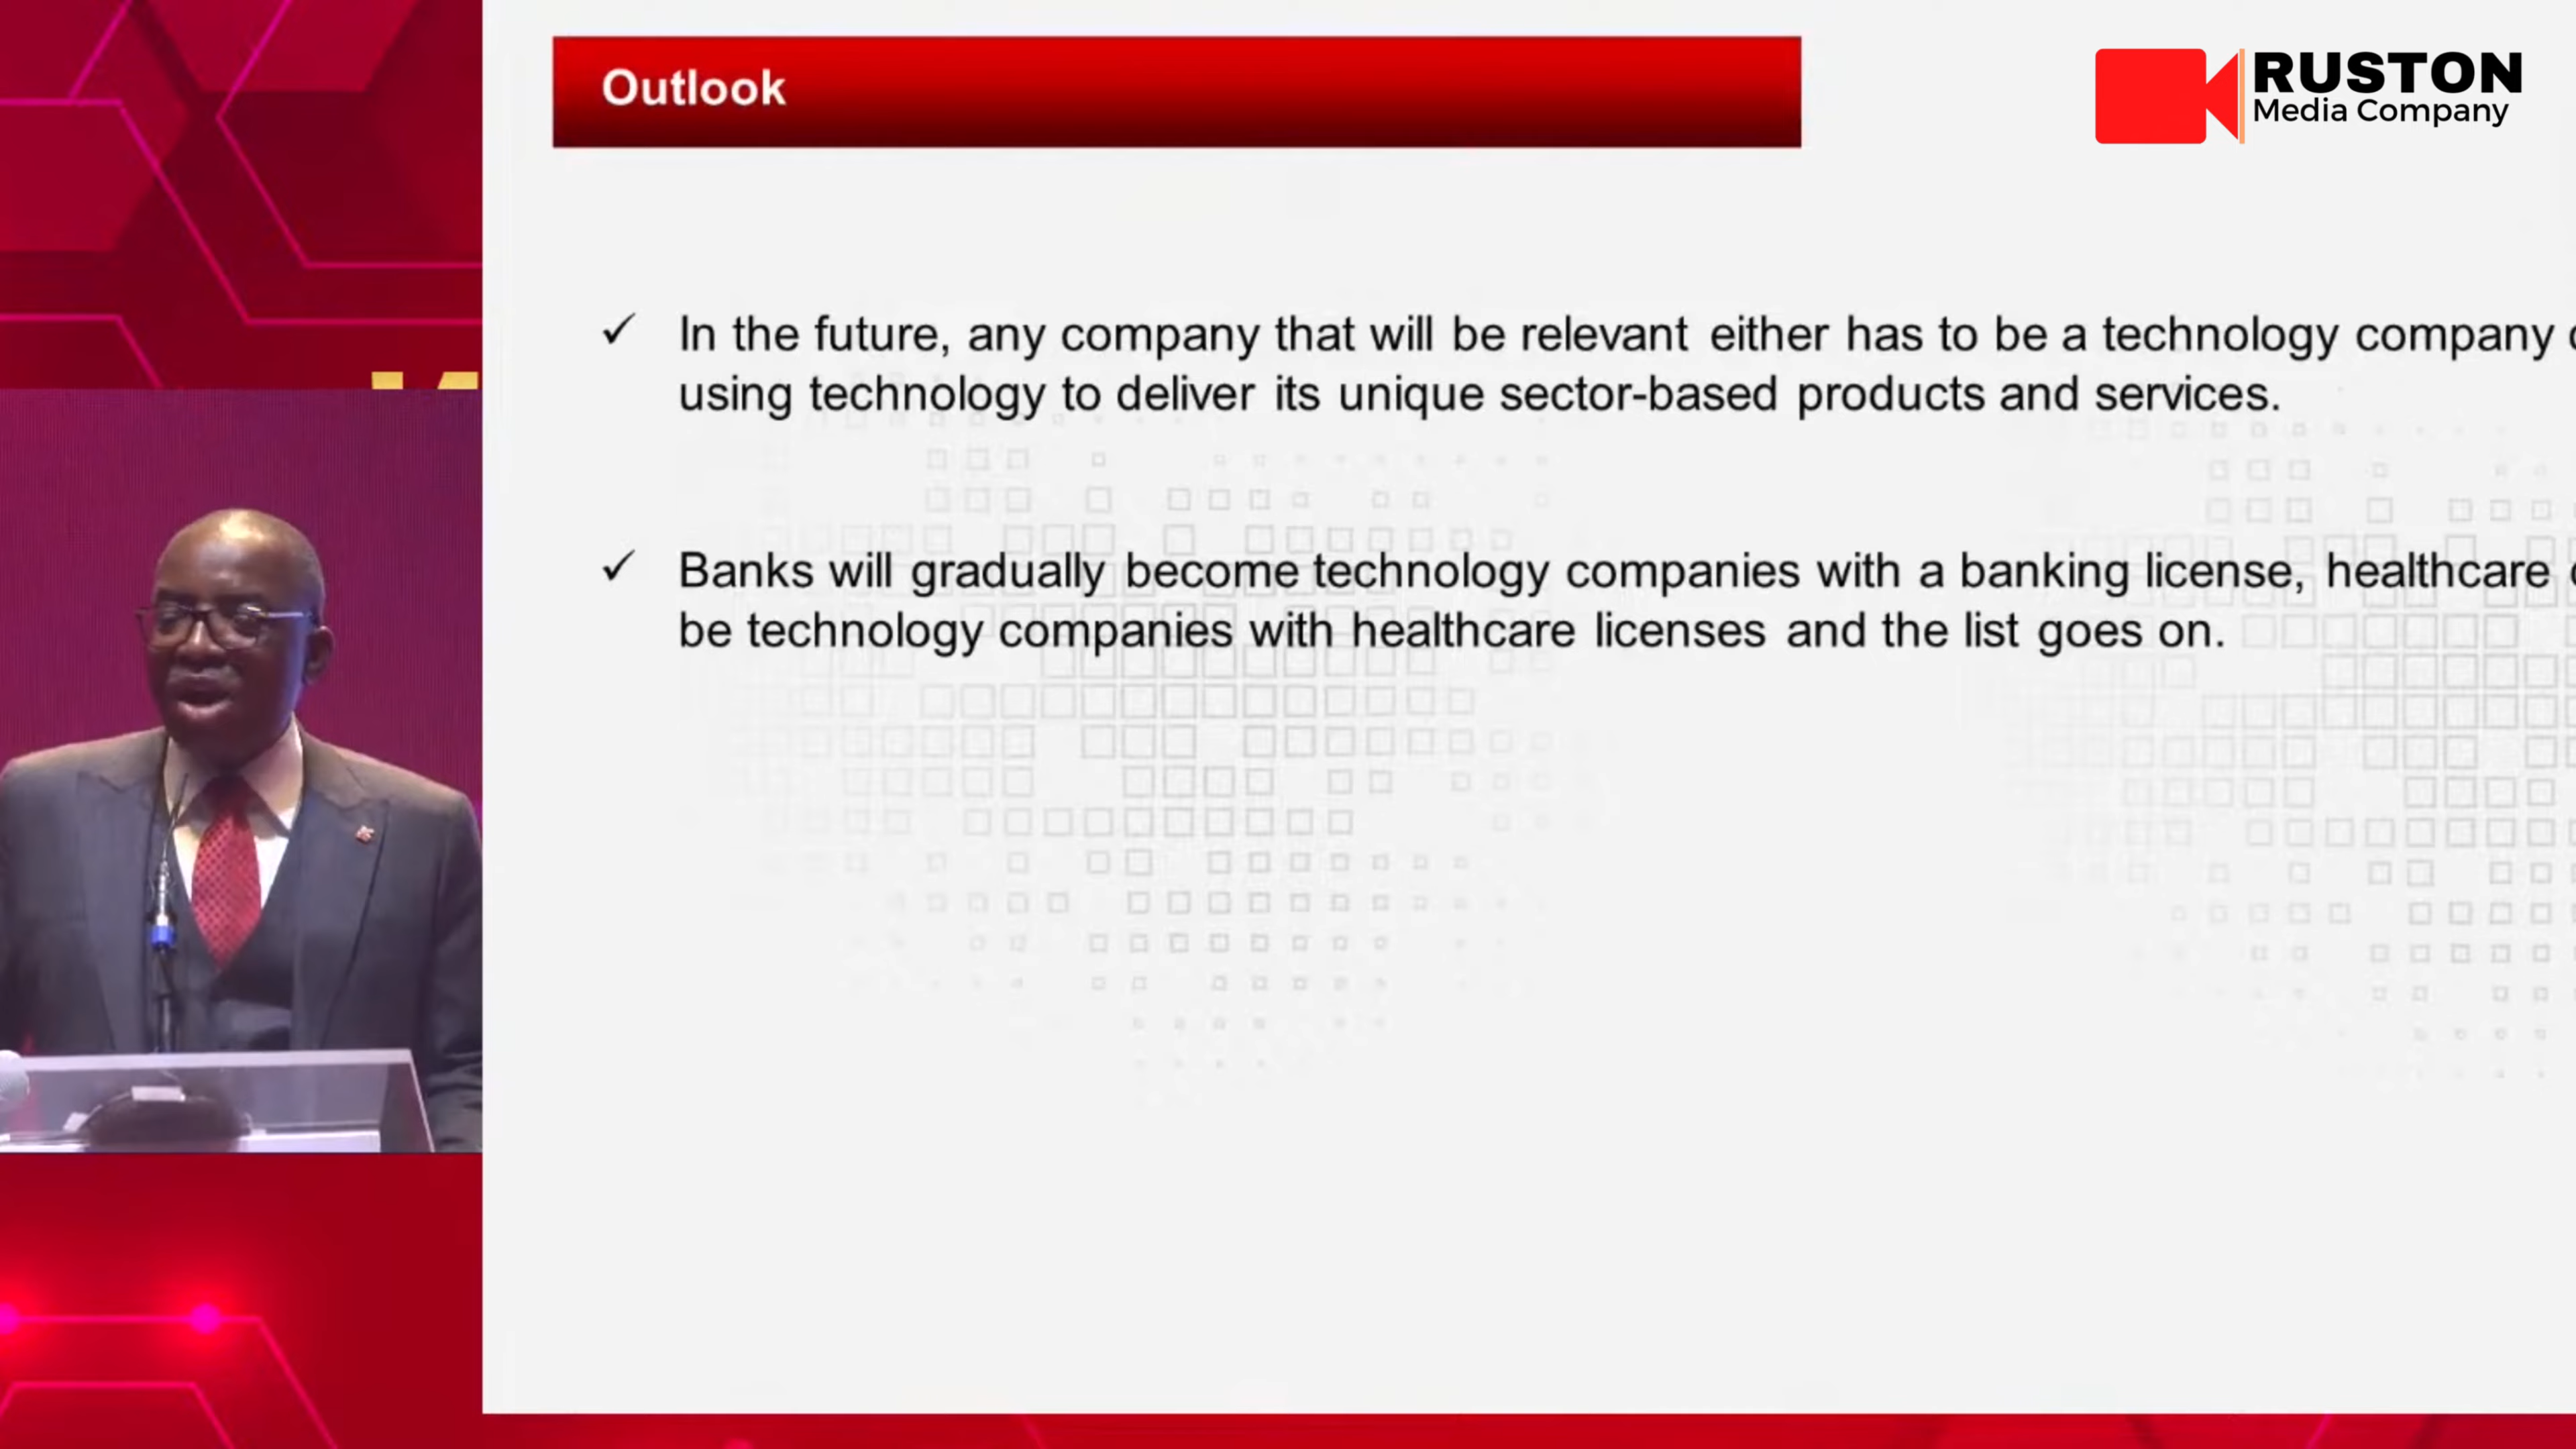 Outlook
RUSTON
Media Company
✓ In the future, any company that will be relevant either has to be a technology company
using technology to deliver its unique sector-based products and services.
✓ Banks will gradually become technology companies with a banking license, healthcare
be technology companies with healthcare licenses and the list goes on.